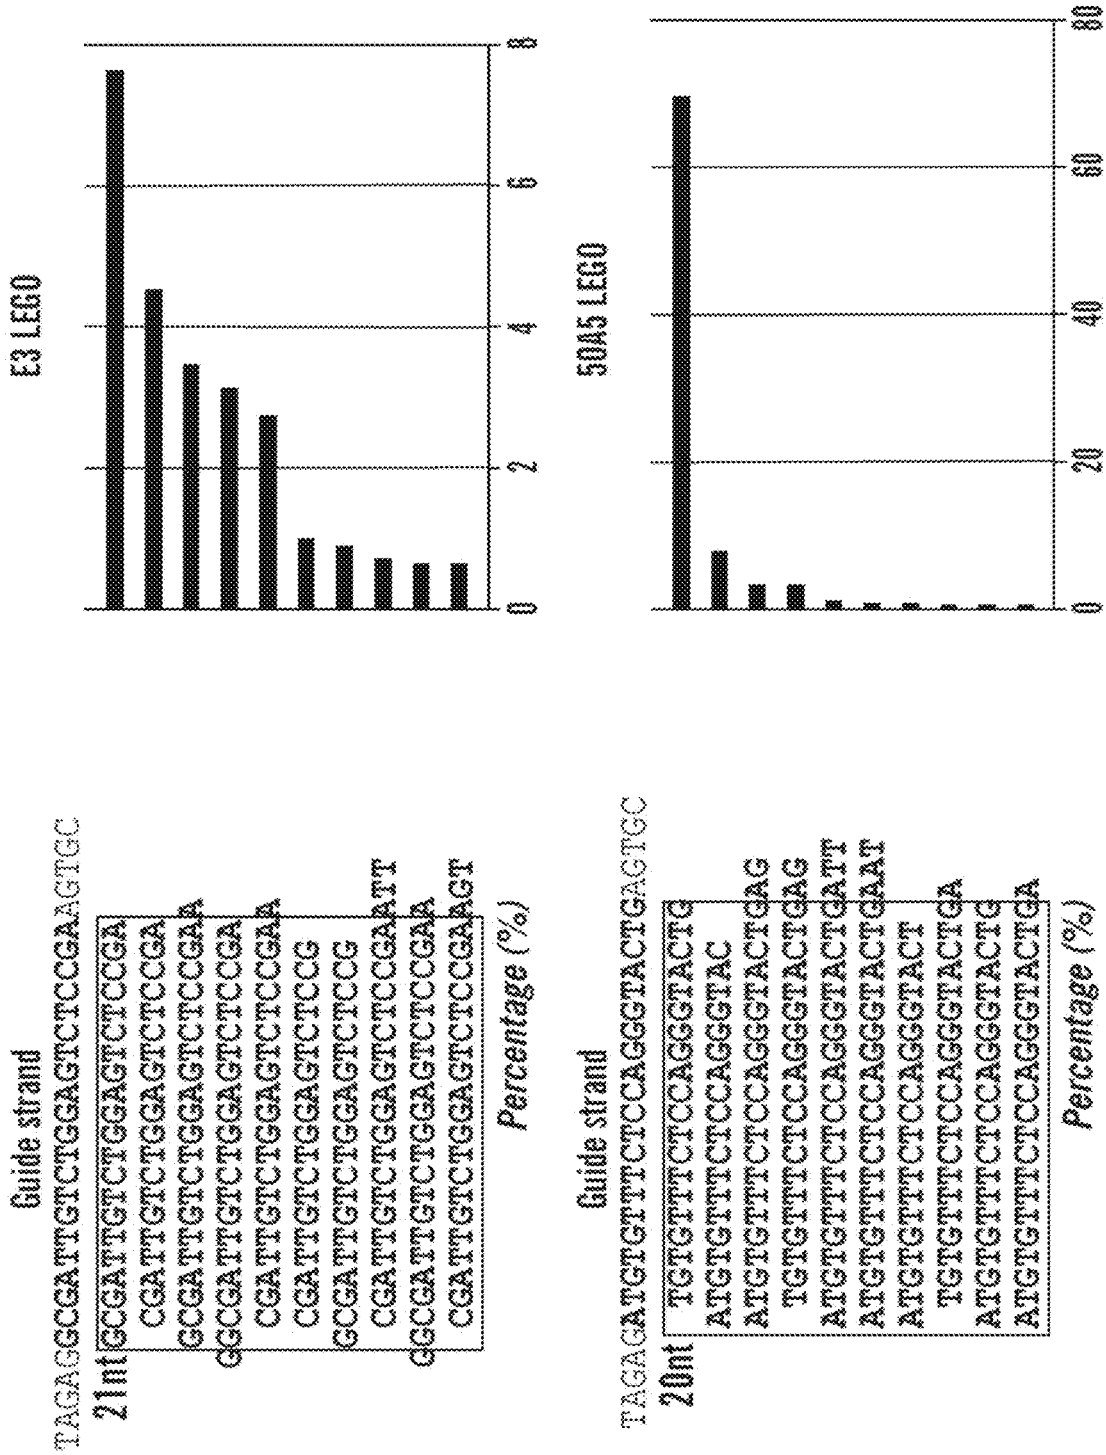 Guide strand
TAGAGGCGATTGTCTGGAGTCTCCGAAGTGC
21nt GCGATTGTCTGGAGTCTCCGA
CGATTGTCTGGAGTCTCCGA
GCGATTGTCTGGAGTCTCCGAA
GGCGATTGTCTGGAGTCTCCGA
CGATTGTCTGGAGTCTCCGAA
CGATTGTCTGGAGTCTCCG
GCGATTGTCTGGAGTCTCCG
CGATTGTCTGGAGTCTCCGAATT
GGCGATTGTCTGGAGTCTCCGAA
CGATTGTCTGGAGTCTCCGAAGT
Percentage (%)
E3 LEGO
0 2 4 6 8
Guide strand
TAGAGATGTGTTTCTCCAGGGTACTGAGTGC
20nt TGTGTTTCTCCAGGGTACTG
ATGTGTTTCTCCAGGGTAC
ATGTGTTTCTCCAGGGTACTGAG
TGTGTTTCTCCAGGGTACTGAG
ATGTGTTTCTCCAGGGTACTGATT
ATGTGTTTCTCCAGGGTACTGAAT
ATGTGTTTCTCCAGGGTACT
TGTGTTTCTCCAGGGTACTGA
ATGTGTTTCTCCAGGGTACTG
ATGTGTTTCTCCAGGGTACTGA
Percentage (%)
50A5 LEGO
0 20 40 60 80